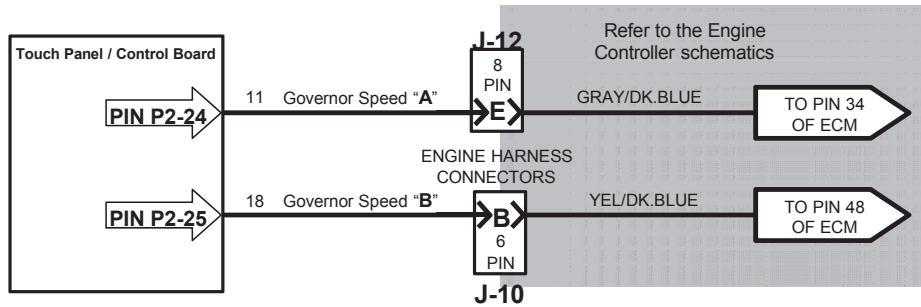 Refer to the Engine
Controller schematics
Touch Panel / Control Board
J-12
8
PIN
PIN P2-24
11
Governor Speed “A”
E
GRAY/DK.BLUE
TO PIN 34
OF ECM
ENGINE HARNESS
CONNECTORS
PIN P2-25
18
Governor Speed “B”
B
YEL/DK.BLUE
TO PIN 48
OF ECM
6
PIN
J-10